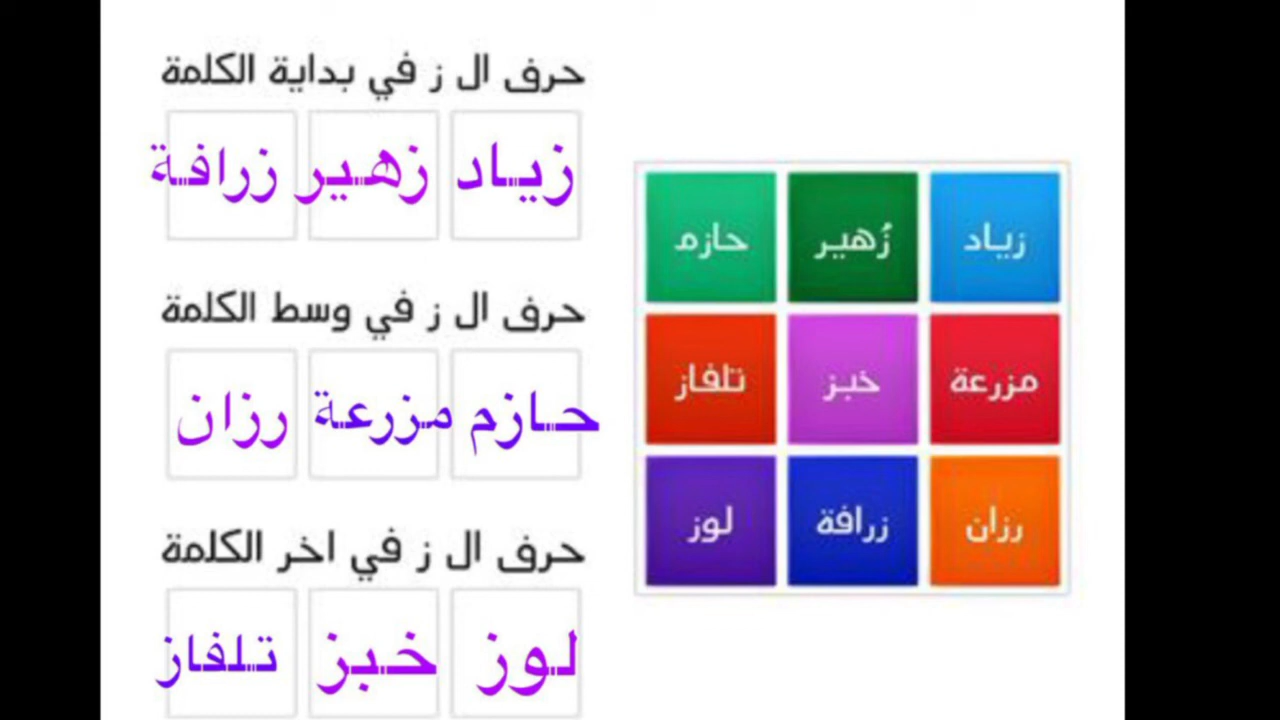 حرف ال ز في بداية الكلمة
زياد زهير زرافة
حرف ال ز في وسط الكلمة
حازم مزرعة رزان
حرف ال ز في اخر الكلمة
لوز خبز تلفاز
زياد زُهير حازم
مزرعة خبز تلفاز
رزان زرافة لوز